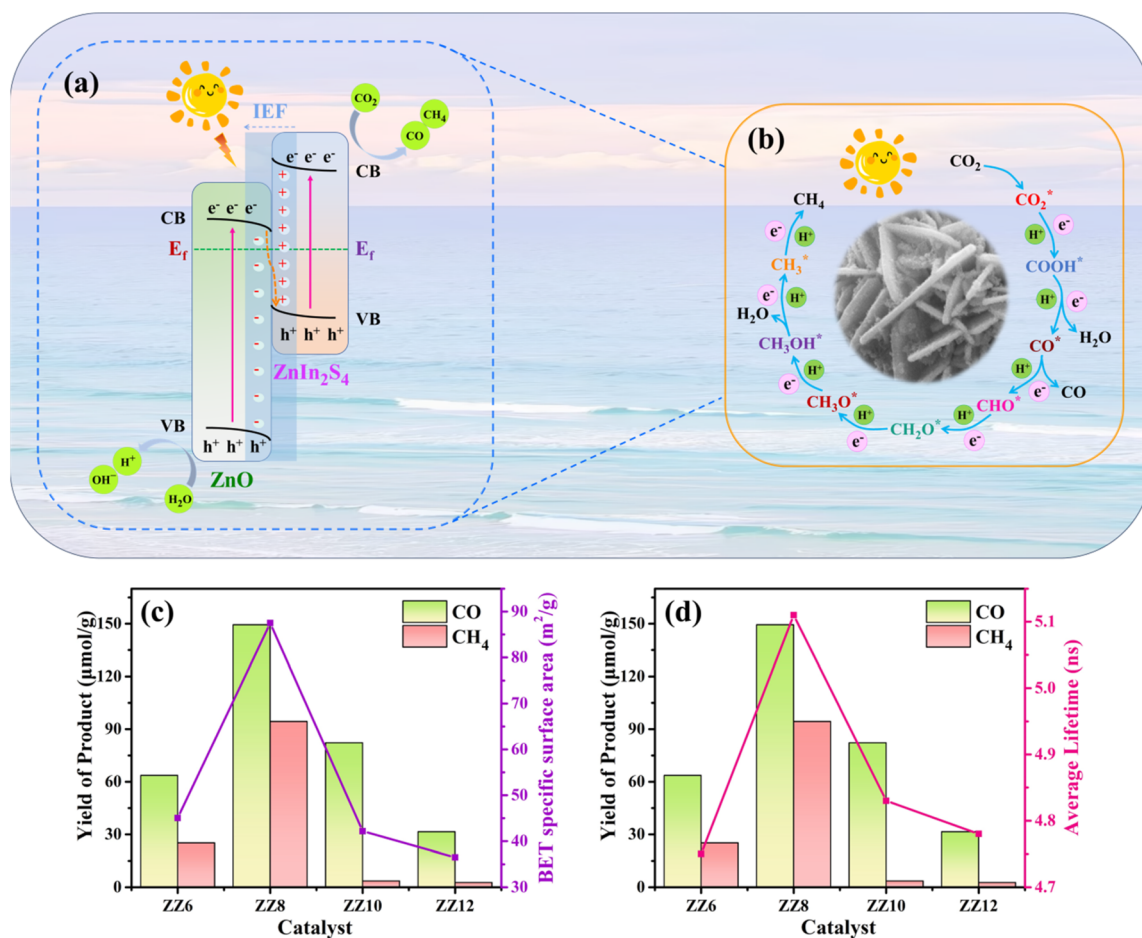 (a)
IEF
CO₂
CH₄
CO
e⁻ e⁻ e⁻
CB
+
+
+
+
+
+
+
+
CB
e⁻ e⁻ e⁻
E_f
E_f
-
-
-
-
-
-
-
-
VB
h⁺ h⁺ h⁺
ZnIn₂S₄
VB
h⁺ h⁺ h⁺
ZnO
H⁺
OH⁻
H₂O
(b)
CO₂
CO₂*
H⁺
e⁻
COOH*
H⁺
e⁻
H₂O
CO*
H⁺
e⁻
CO
CHO*
H⁺
e⁻
CH₂O*
H⁺
e⁻
CH₃O*
H⁺
e⁻
CH₃OH*
H⁺
e⁻
H₂O
CH₃*
H⁺
e⁻
CH₄
(c)
CO
CH₄
Yield of Product (μmol/g)
150
120
90
60
30
0
BET specific surface area (m²/g)
90
80
70
60
50
40
30
ZZ6 ZZ8 ZZ10 ZZ12
Catalyst
(d)
CO
CH₄
Yield of Product (μmol/g)
150
120
90
60
30
0
Average Lifetime (ns)
5.1
5.0
4.9
4.8
4.7
ZZ6 ZZ8 ZZ10 ZZ12
Catalyst